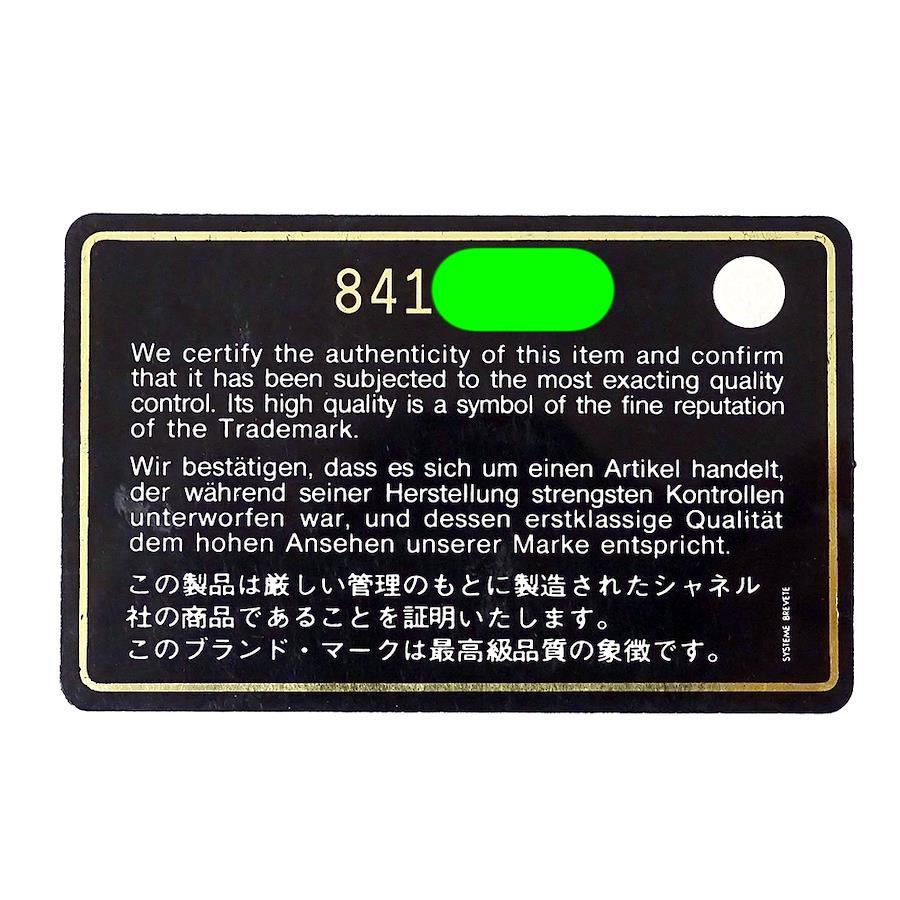 841
We certify the authenticity of this item and confirm
that it has been subjected to the most exacting quality
control. Its high quality is a symbol of the fine reputation
of the Trademark.
Wir bestätigen, dass es sich um einen Artikel handelt,
der während seiner Herstellung strengsten Kontrollen
unterworfen war, und dessen erstklassige Qualität
dem hohen Ansehen unserer Marke entspricht.
この製品は厳しい管理のもとに製造されたシャネル
社の商品であることを証明いたします。
このブランド・マークは最高級品質の象徴です。
SYSTEME BREVETE